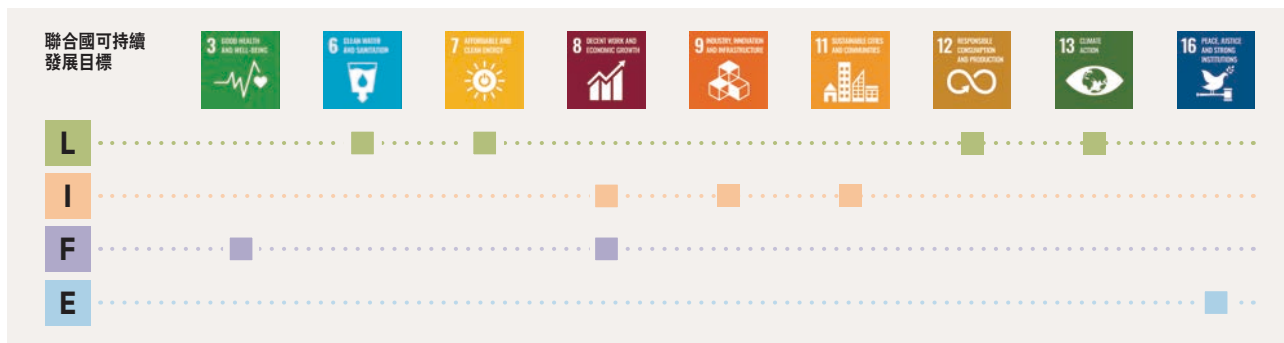 聯合國可持續
發展目標
3 GOOD HEALTH
AND WELL-BEING
6 CLEAN WATER
AND SANITATION
7 AFFORDABLE AND
CLEAN ENERGY
8 DECENT WORK AND
ECONOMIC GROWTH
9 INDUSTRY, INNOVATION
AND INFRASTRUCTURE
11 SUSTAINABLE CITIES
AND COMMUNITIES
12 RESPONSIBLE
CONSUMPTION
AND PRODUCTION
13 CLIMATE
ACTION
16 PEACE, JUSTICE
AND STRONG
INSTITUTIONS
L
I
F
E